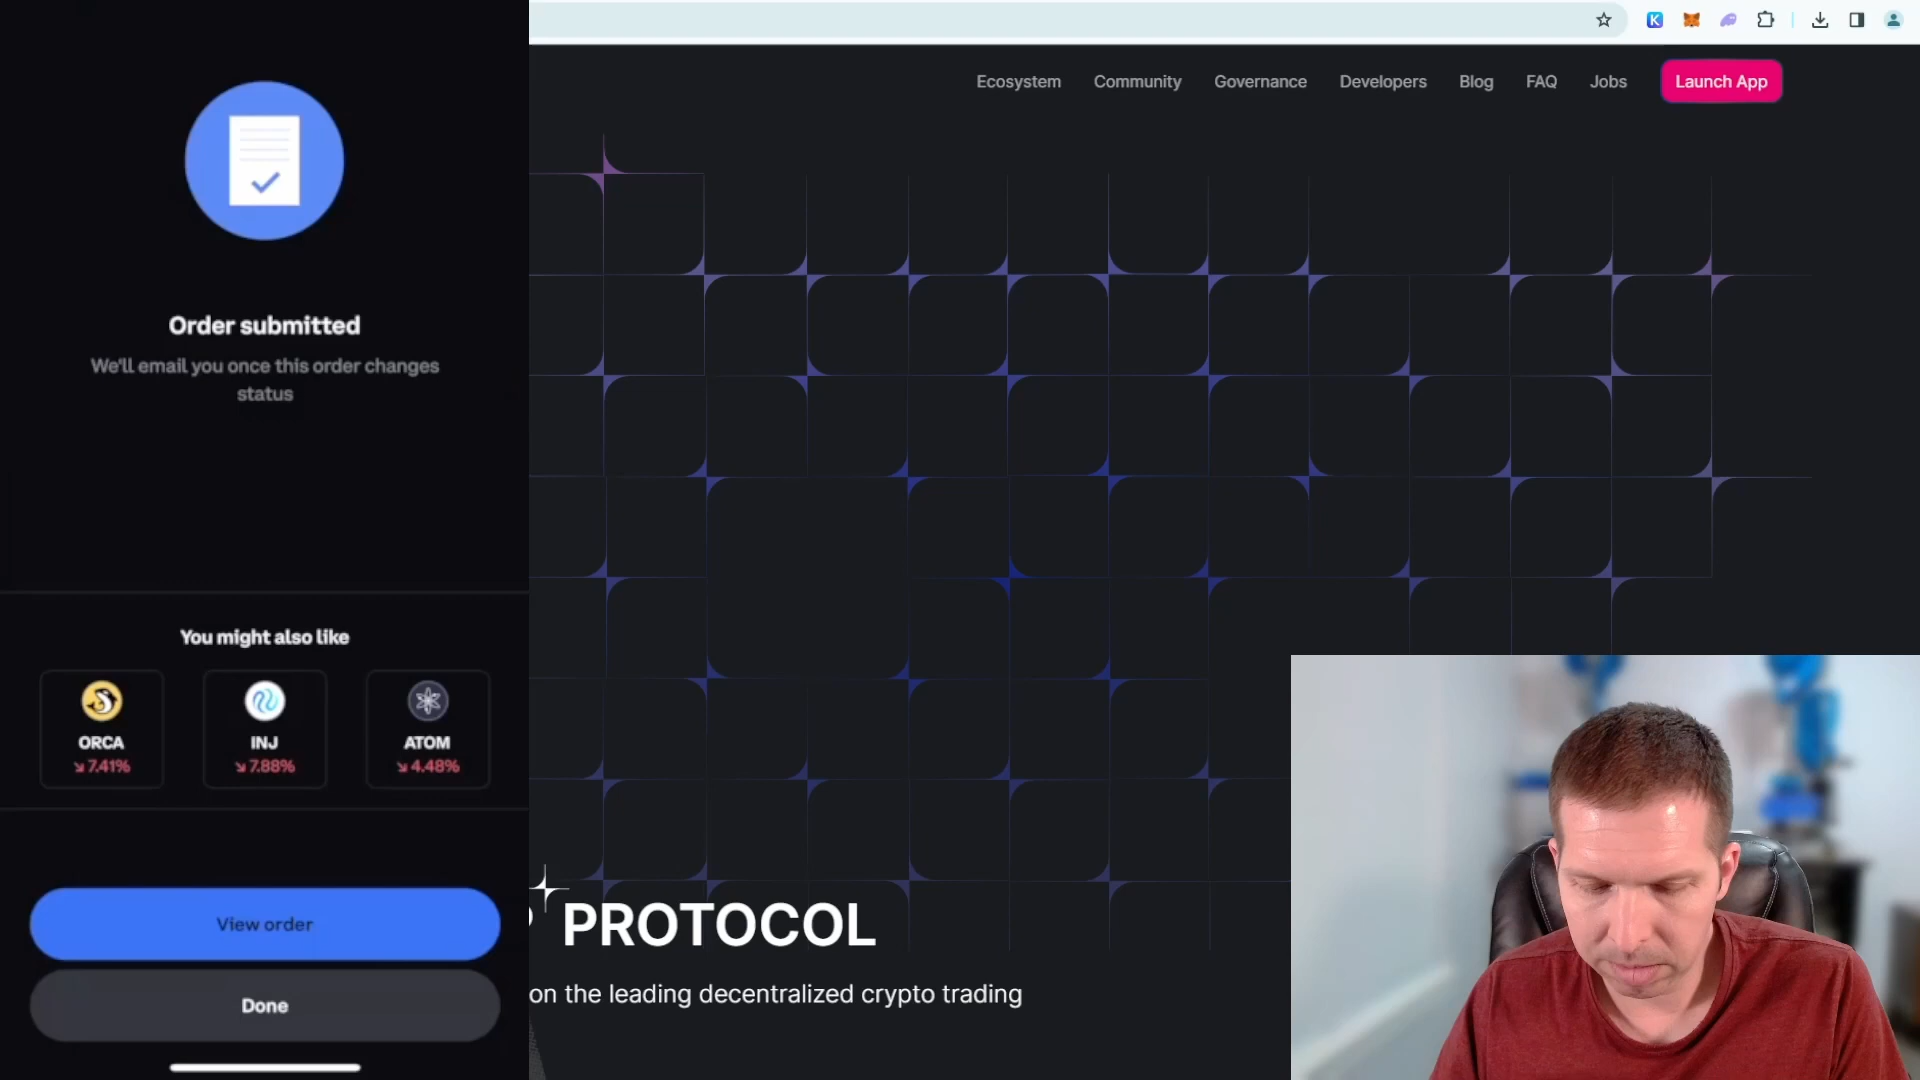 Order submitted
We'll email you once this order changes
status
You might also like
ORCA
↘ 7.41%
INJ
↘ 7.88%
ATOM
↘ 4.48%
View order
Done
Ecosystem
Community
Governance
Developers
Blog
FAQ
Jobs
Launch App
PROTOCOL
on the leading decentralized crypto trading